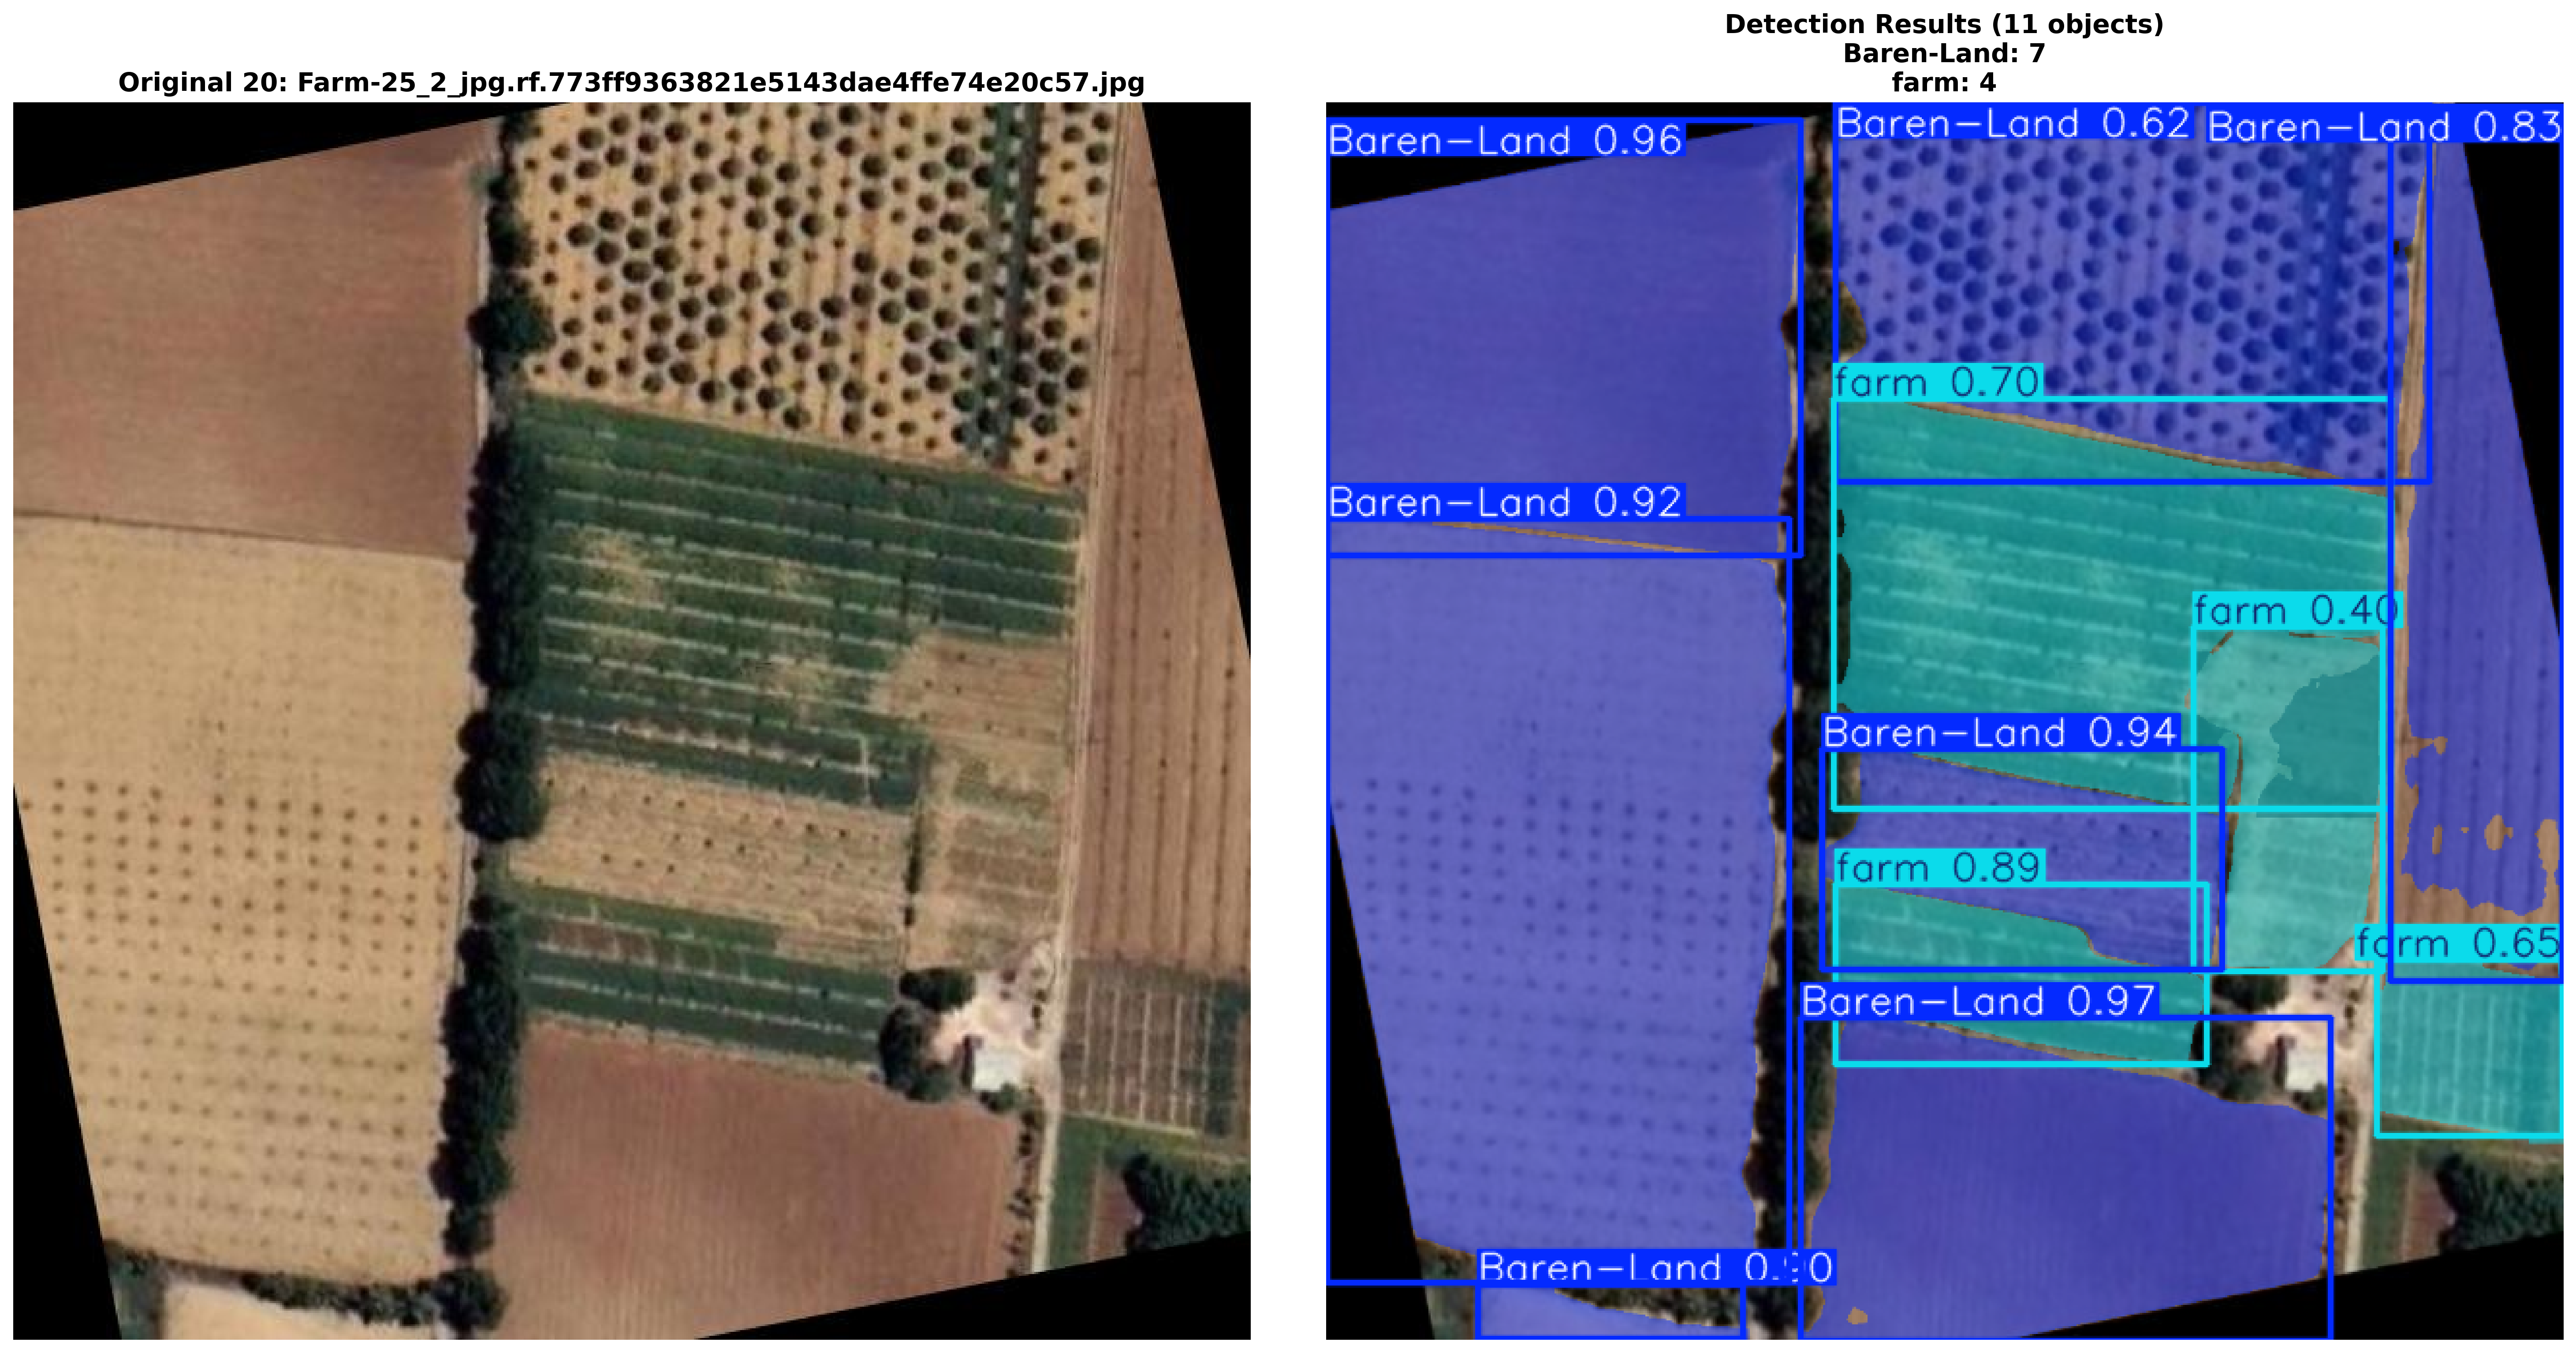 Original 20: Farm-25_2_jpg.rf.773ff9363821e5143dae4ffe74e20c57.jpg
Detection Results (11 objects)
Baren-Land: 7
farm: 4
Baren-Land 0.96
Baren-Land 0.62
Baren-Land 0.83
farm 0.70
Baren-Land 0.92
farm 0.40
Baren-Land 0.94
farm 0.89
farm 0.65
Baren-Land 0.97
Baren-Land 0.90